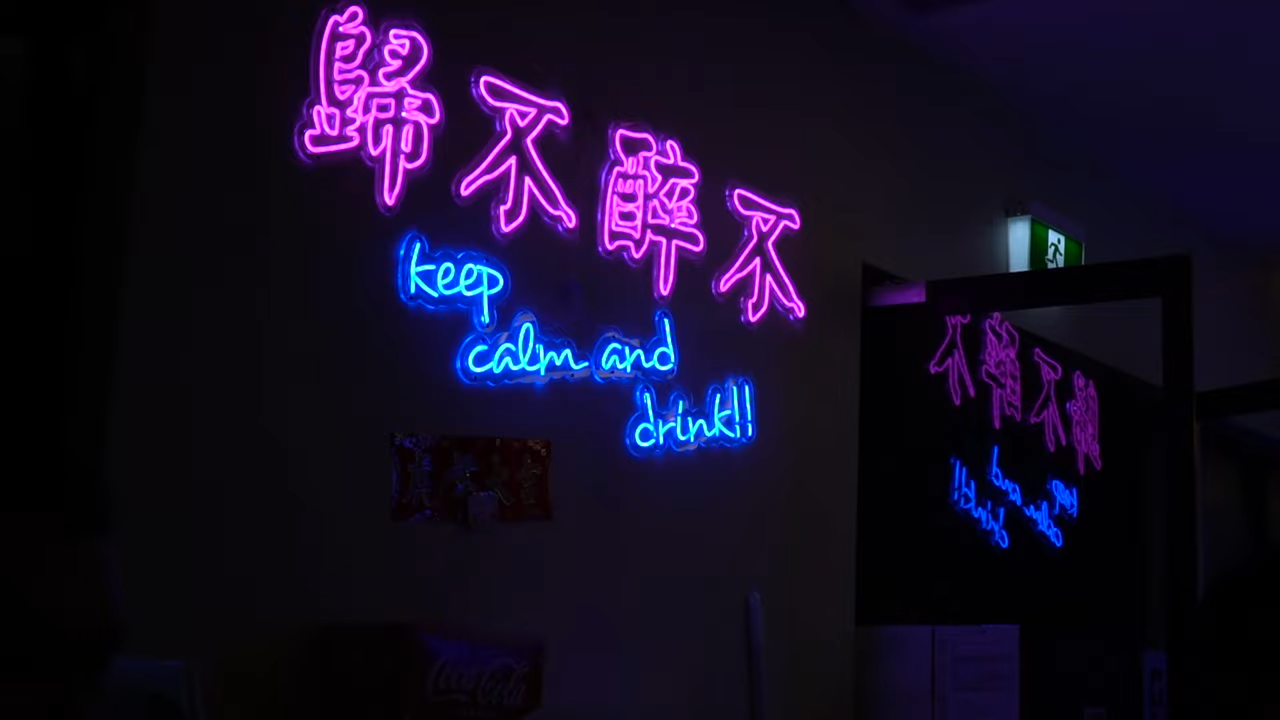 歸不醉不
keep
calm and
drink!!
Coca-Cola